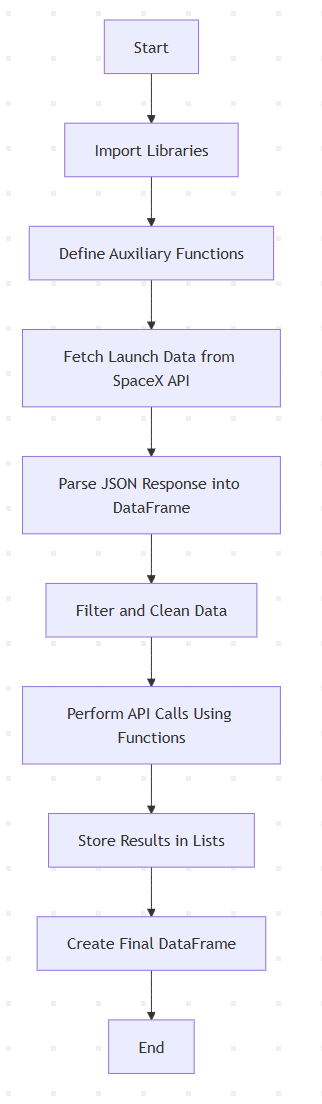 Start
Import Libraries
Define Auxiliary Functions
Fetch Launch Data from
SpaceX API
Parse JSON Response into
DataFrame
Filter and Clean Data
Perform API Calls Using
Functions
Store Results in Lists
Create Final DataFrame
End